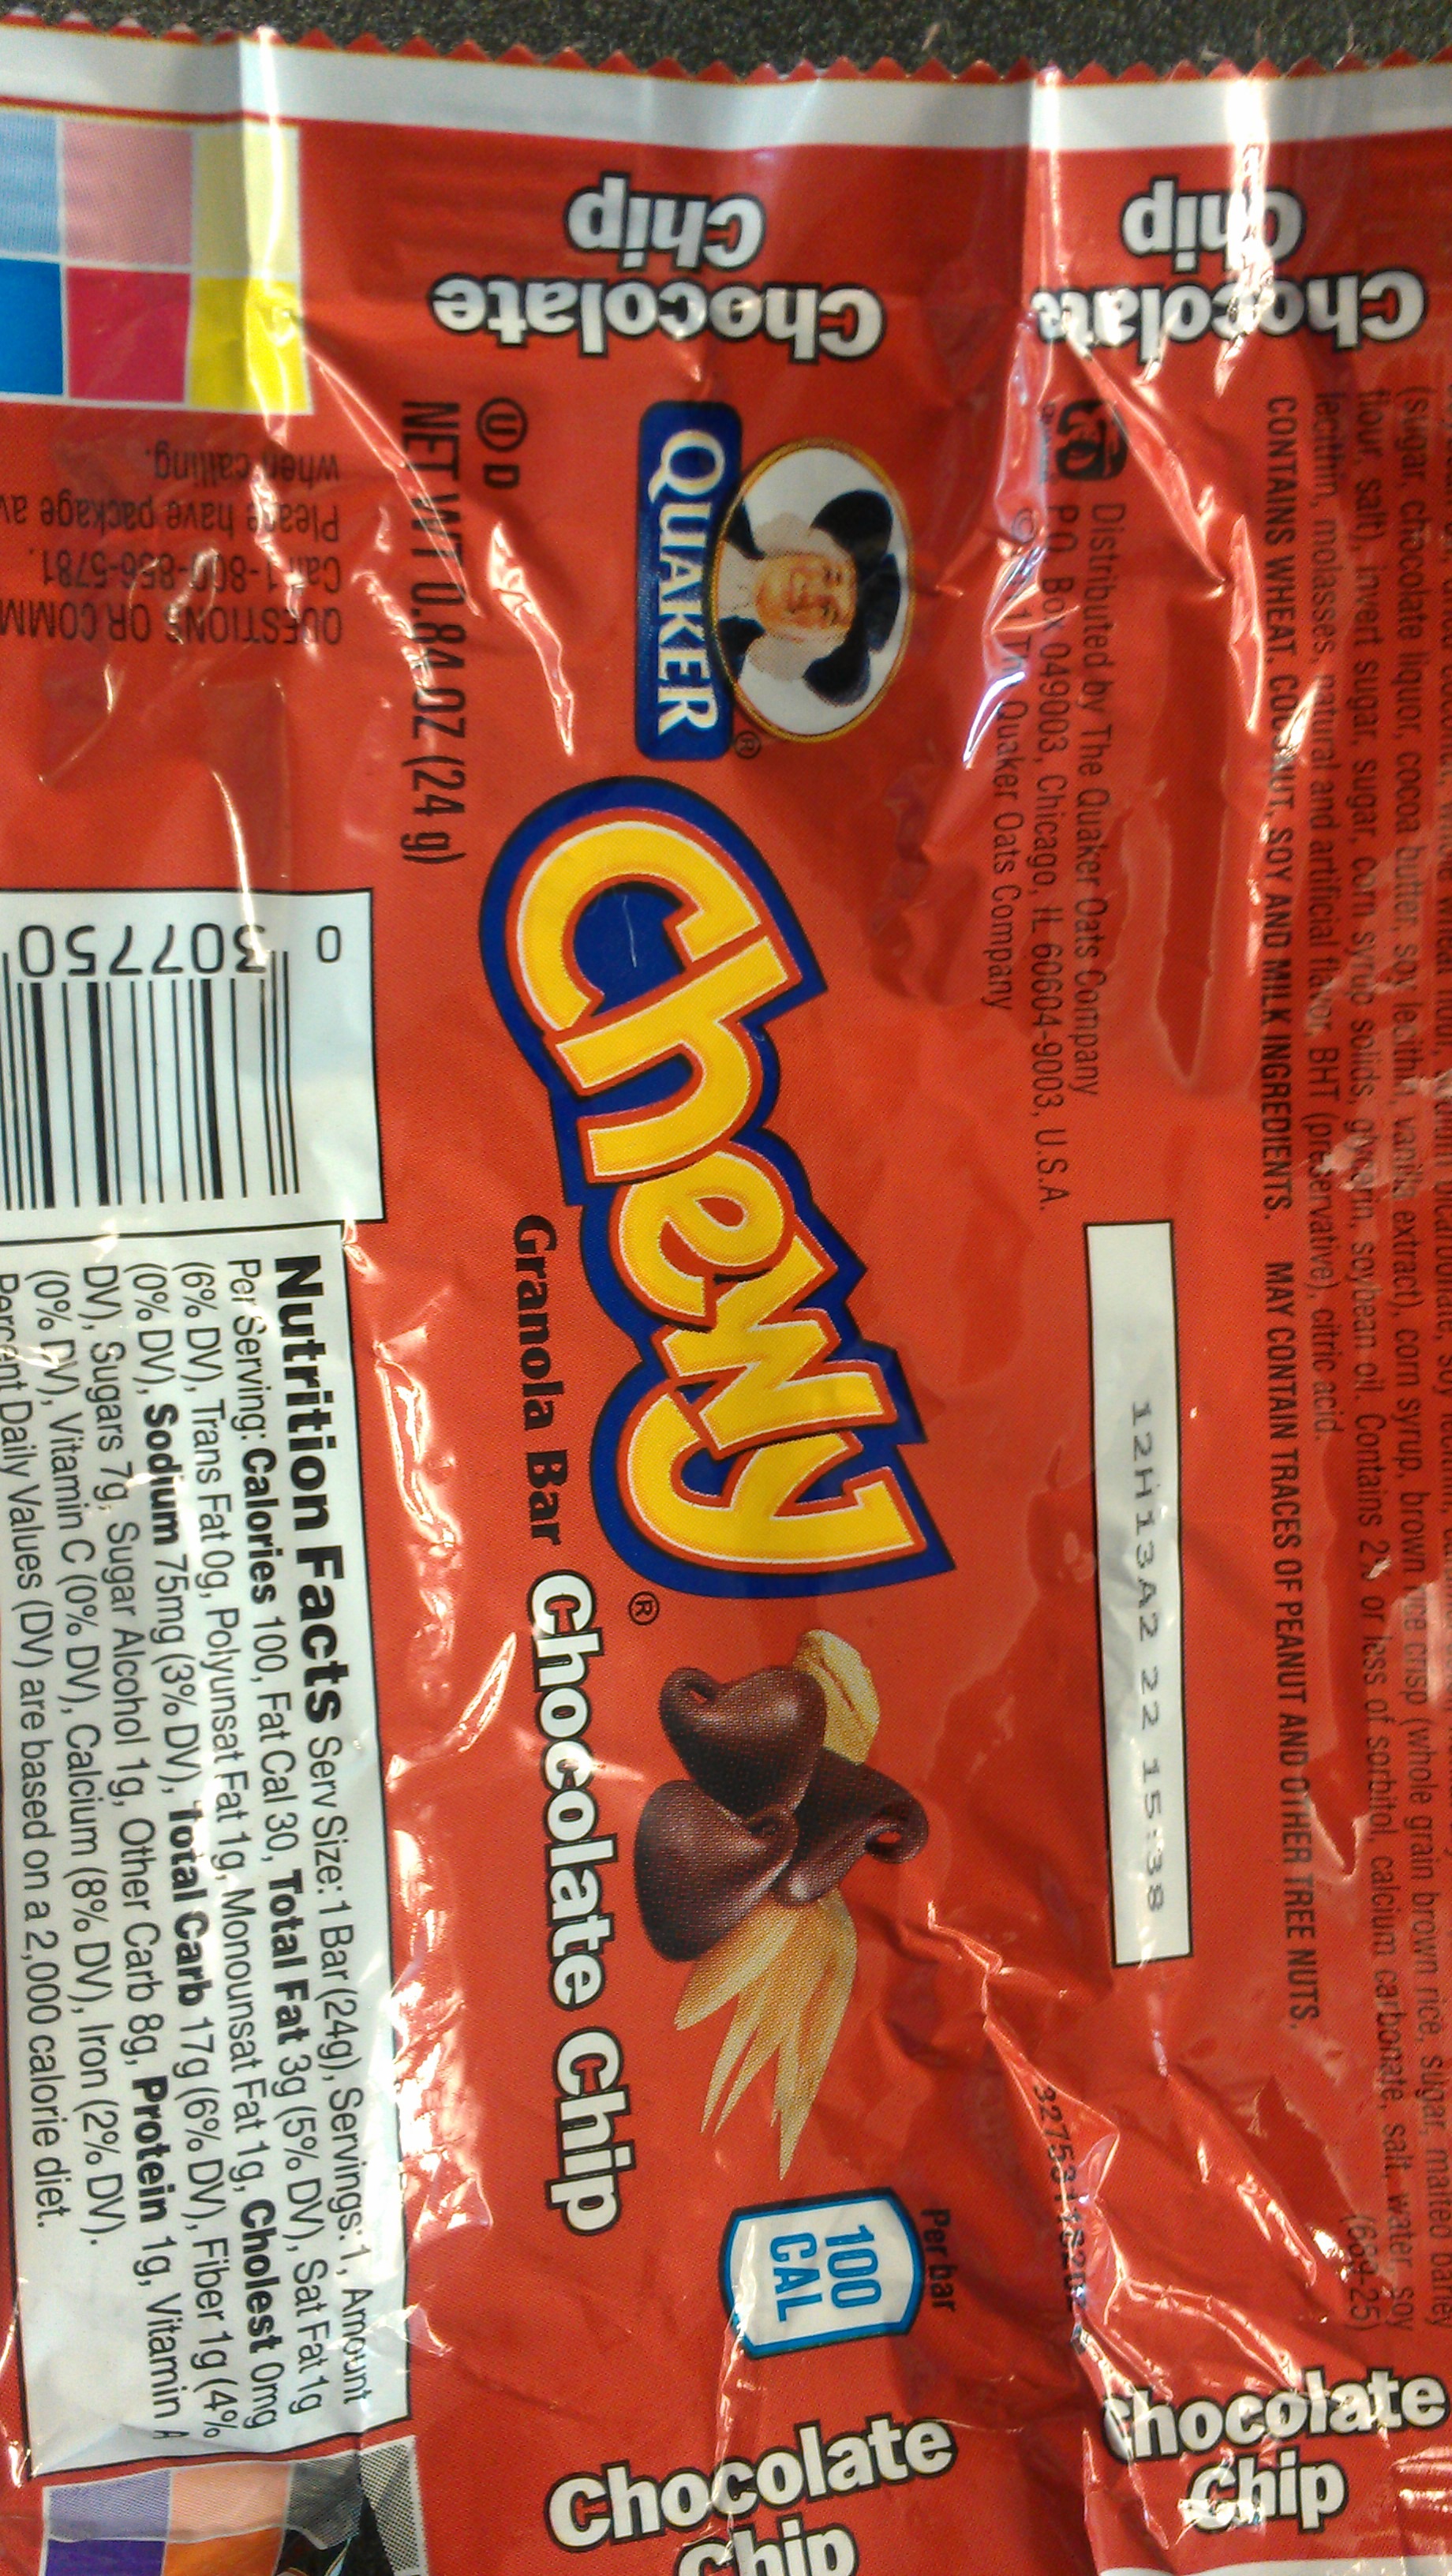 (sugar, chocolate liquor, cocoa butter, soy lecithin, vanilla extract), corn syrup, brown rice crisp (whole grain brown rice, sugar, malted barley
flour, salt), invert sugar, sugar, corn syrup solids, glycerin, soybean oil. Contains 2% or less of sorbitol, calcium carbonate, salt, water, soy
lecithin, molasses, natural and artificial flavor, BHT (preservative), citric acid.
(669-25)
CONTAINS WHEAT, COCONUT, SOY AND MILK INGREDIENTS. MAY CONTAIN TRACES OF PEANUT AND OTHER TREE NUTS.
Distributed by The Quaker Oats Company
P.O. Box 049003, Chicago, IL 60604-9003, U.S.A.
Quaker Oats Company
12H13A2 22 15:38
Chocolate
Chip
Chocolate
Chip
Chocolate
Chip
Chocolate
Chip
QUAKER®
Chewy®
Granola Bar Chocolate Chip
Per bar
100
CAL
U D
NET WT 0.84 OZ (24 g)
QUESTIONS OR
Call 1-800-856-5781.
Please have package
when calling.
0 307750
Nutrition Facts Serv Size: 1 Bar (24g), Servings: 1, Amount
Per Serving: Calories 100, Fat Cal 30, Total Fat 3g (5% DV), Sat Fat 1g
(6% DV), Trans Fat 0g, Polyunsat Fat 1g, Monounsat Fat 1g, Cholest 0mg
(0% DV), Sodium 75mg (3% DV), Total Carb 17g (6% DV), Fiber 1g (4%
DV), Sugars 7g, Sugar Alcohol 1g, Other Carb 8g, Protein 1g, Vitamin A
(0% DV), Vitamin C (0% DV), Calcium (8% DV), Iron (2% DV).
Percent Daily Values (DV) are based on a 2,000 calorie diet.